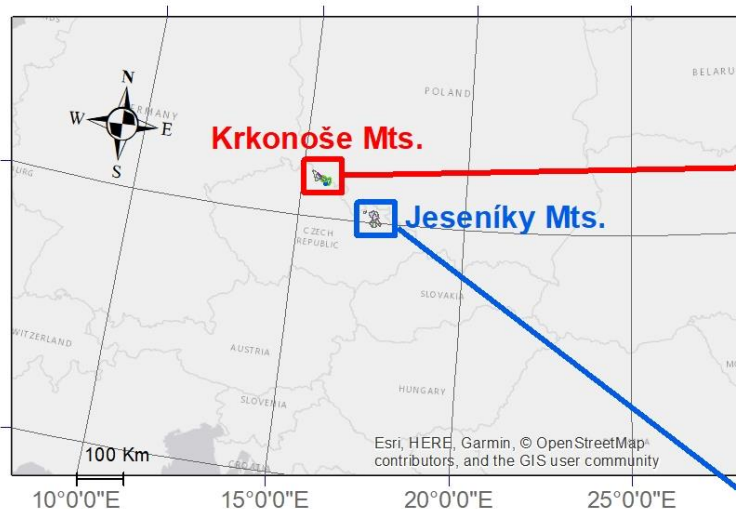 BELARU
POLAND
N
W E
S
ERMANY
Krkonoše Mts.
URG
Jeseníky Mts.
CZECH
REPUBLIC
SLOVAKIA
WITZERLAND
AUSTRIA
HUNGARY
SLOVENIA
CROATIA
Esri, HERE, Garmin, © OpenStreetMap
contributors, and the GIS user community
100 Km
10°0'0"E 15°0'0"E 20°0'0"E 25°0'0"E